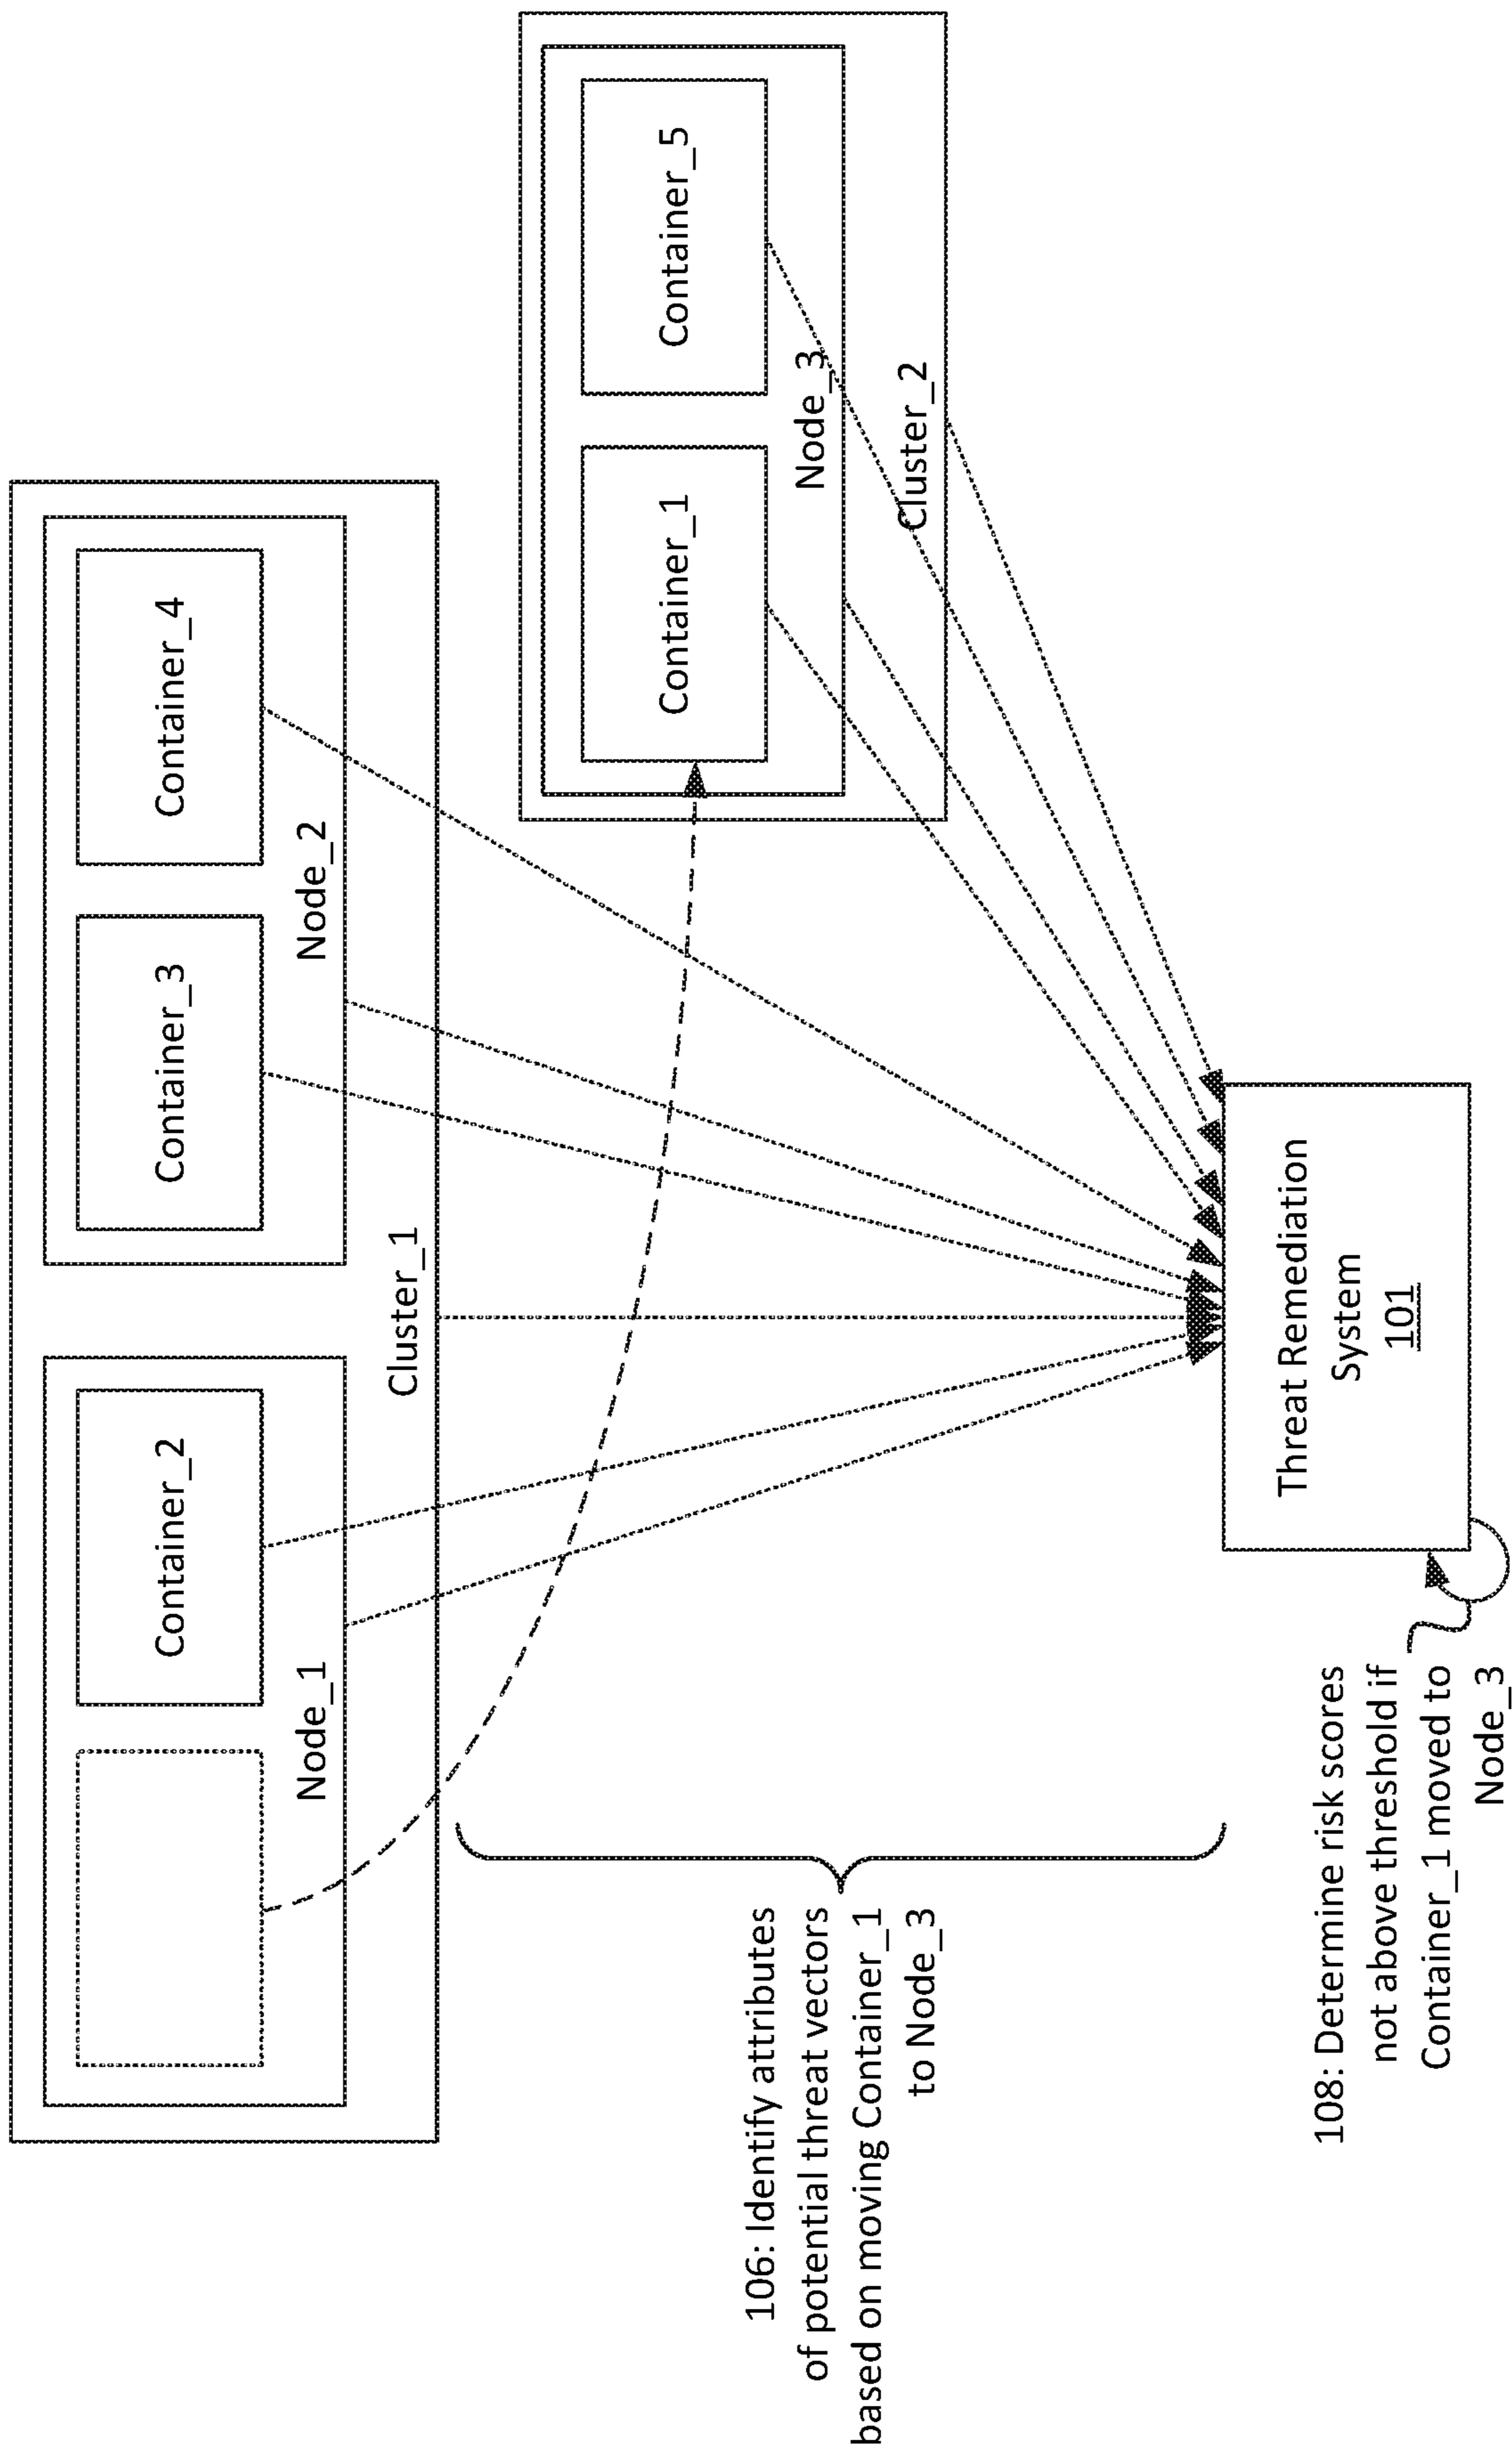 Container_2
Node_1
Container_3
Container_4
Node_2
Cluster_1
Container_1
Container_5
Node_3
Cluster_2
106: Identify attributes
of potential threat vectors
based on moving Container_1
to Node_3
Threat Remediation
System
101
108: Determine risk scores
not above threshold if
Container_1 moved to
Node_3